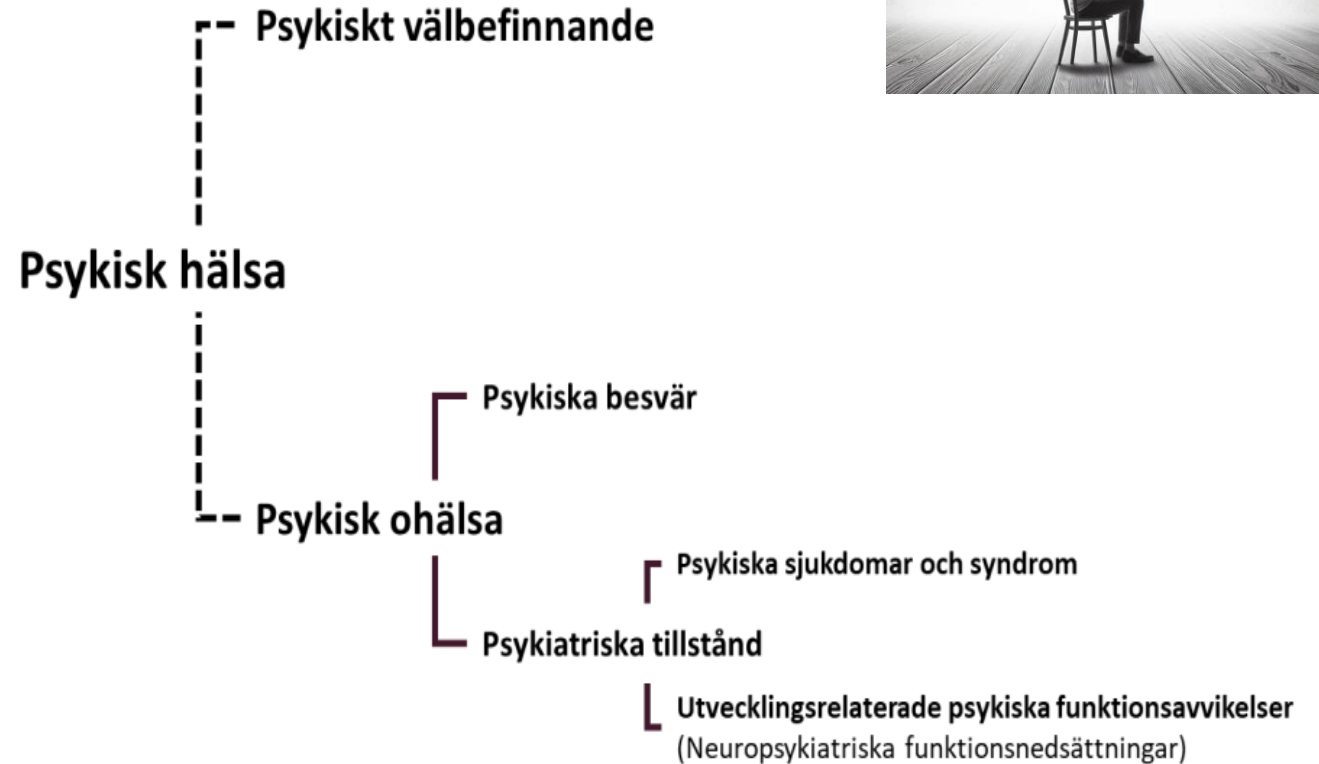 Psykiskt välbefinnande
Psykisk hälsa
Psykiska besvär
Psykisk ohälsa
Psykiska sjukdomar och syndrom
Psykiatriska tillstånd
Utvecklingsrelaterade psykiska funktionsavvikelser
(Neuropsykiatriska funktionsnedsättningar)